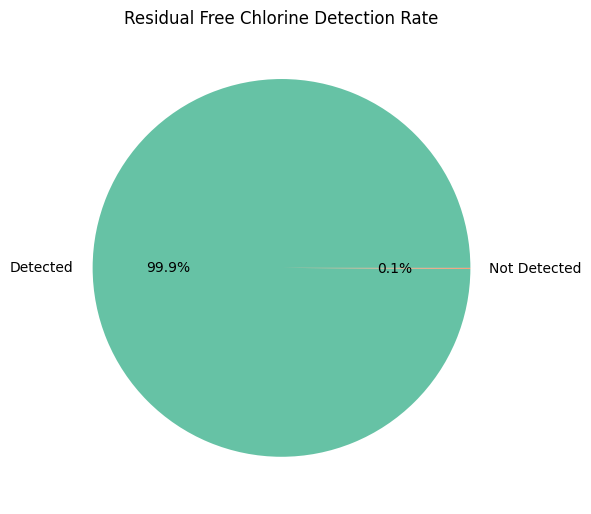 Residual Free Chlorine Detection Rate
Detected
99.9%
0.1%
Not Detected